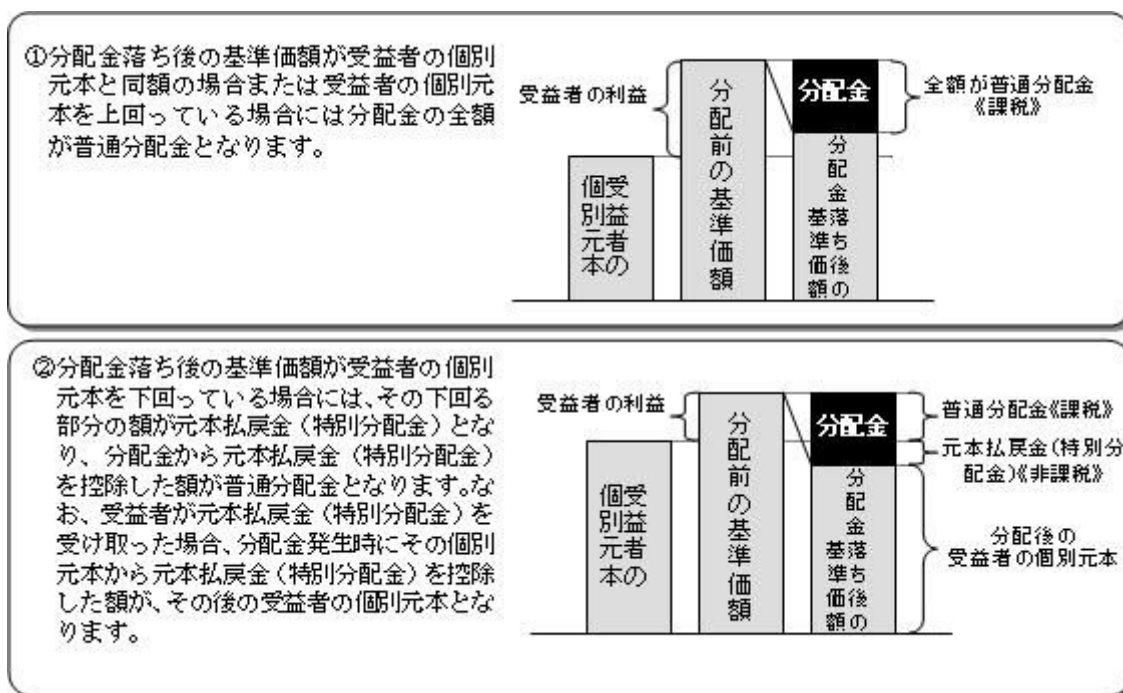 ①分配金落ち後の基準価額が受益者の個別
元本と同額の場合または受益者の個別元
本を上回っている場合には分配金の全額
が普通分配金となります。
受益者の利益
受益者の
個別元本
分配前の基準価額
分配金
分配金落ち後の
基準価額
全額が普通分配金
《課税》
②分配金落ち後の基準価額が受益者の個別
元本を下回っている場合には、その下回る
部分の額が元本払戻金(特別分配金)とな
り、分配金から元本払戻金(特別分配金)
を控除した額が普通分配金となります。な
お、受益者が元本払戻金(特別分配金)を
受け取った場合、分配金発生時にその個別
元本から元本払戻金(特別分配金)を控除
した額が、その後の受益者の個別元本とな
ります。
受益者の利益
受益者の
個別元本
分配前の基準価額
分配金
分配金落ち後の
基準価額
普通分配金《課税》
元本払戻金(特別分
配金)《非課税》
分配後の
受益者の個別元本